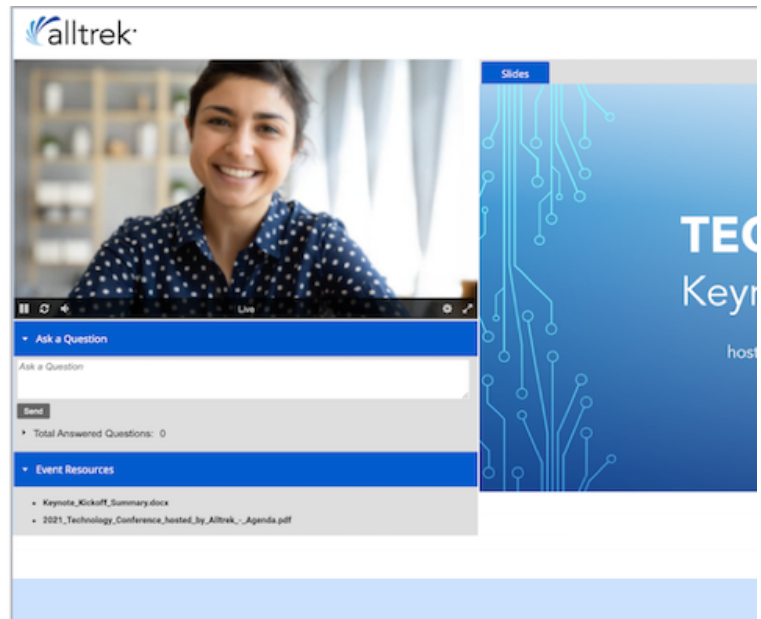 alltrek
Live
Ask a Question
Ask a Question
Send
Total Answered Questions: 0
Event Resources
Keynote_Kickoff_Summary.docx
2021_Technology_Conference_hosted_by_Alltrek_-_Agenda.pdf
Slides
TEC
Keyn
host